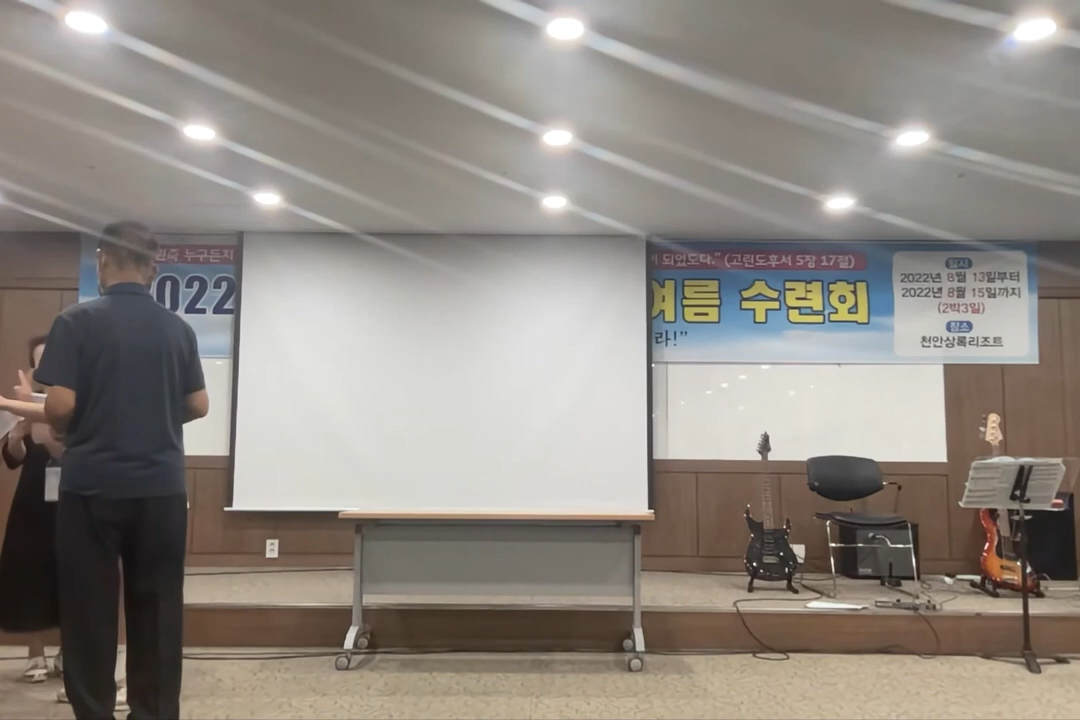 누구든지
이 되었도다." (고린도후서 5장 17절)
2022
여름 수련회
라!"
일시
2022년 8월 13일부터
2022년 8월 15일까지
(2박3일)
장소
천안상록리조트